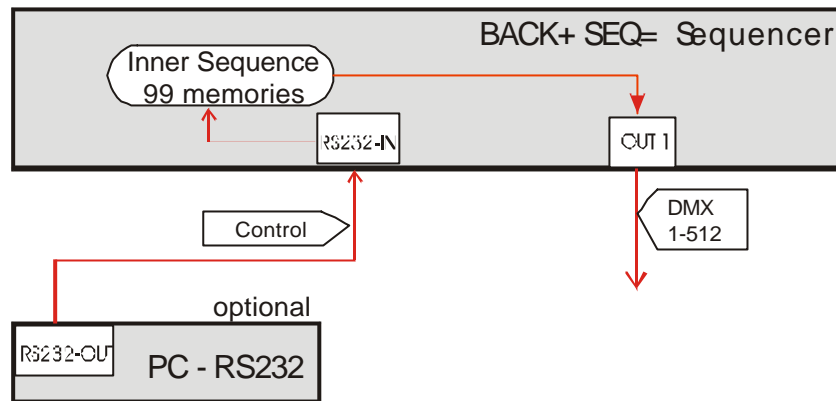 BACK+ SEQ= Sequencer
Inner Sequence
99 memories
RS232-IN
OUT 1
Control
DMX
1-512
optional
RS232-OUT
PC - RS232